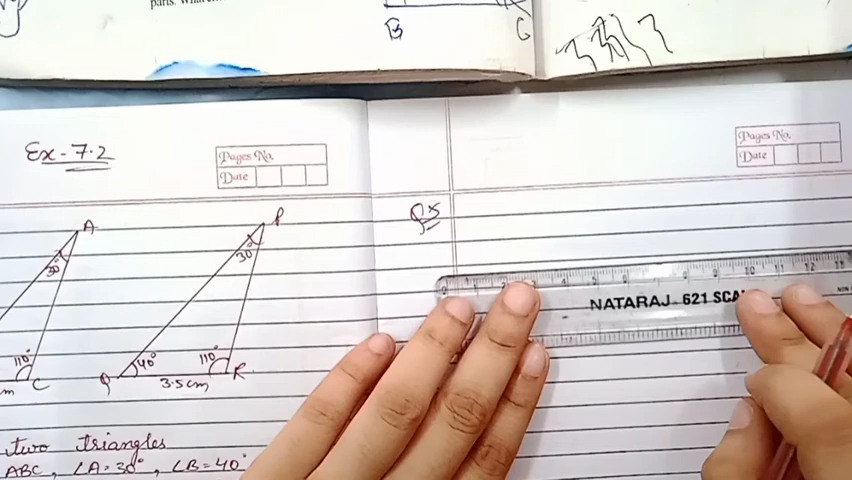 B C
Ex-7.2
Pages No.
Date
Pages No.
Date
Q5
A P
30° 30°
110° 40° 110°
C Q 3.5cm R
NATARAJ - 621
two triangles
ABC, ∠A=30°, ∠B=40°